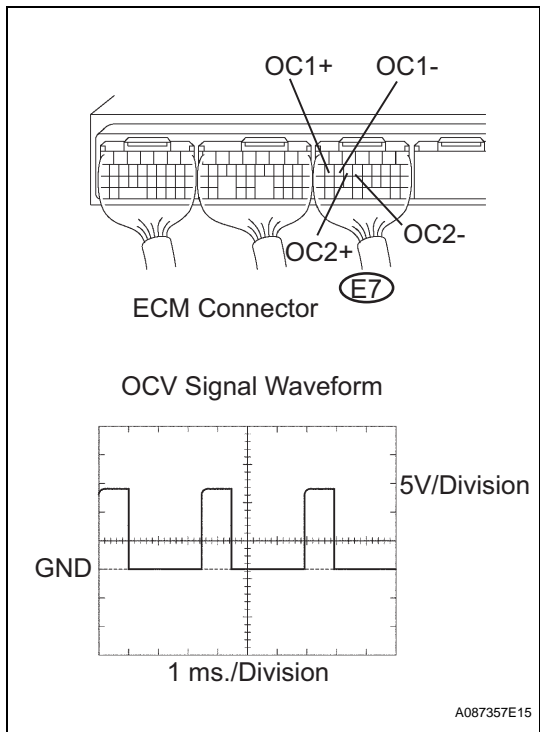 OC1+ OC1-
OC2-
OC2+
E7
ECM Connector
OCV Signal Waveform
5V/Division
GND
1 ms./Division
A087357E15